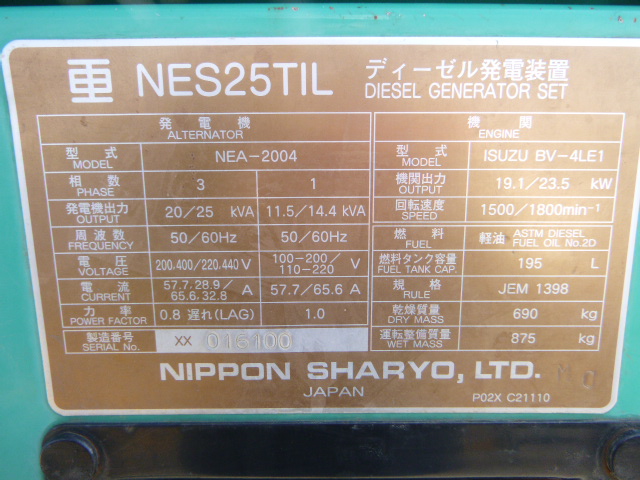 NES25TIL ディーゼル発電装置
DIESEL GENERATOR SET
発電機
ALTERNATOR
型式 MODEL NEA-2004
相数 PHASE 3 1
発電機出力 OUTPUT 20/25 kVA 11.5/14.4 kVA
周波数 FREQUENCY 50/60Hz 50/60Hz
電圧 VOLTAGE 200.400/220.440 V 100-200/110-220 V
電流 CURRENT 57.7.28.9/65.6.32.8 A 57.7/65.6 A
力率 POWER FACTOR 0.8 遅れ(LAG) 1.0
製造番号 SERIAL No. XX
機関
ENGINE
型式 MODEL ISUZU BV-4LE1
機関出力 OUTPUT 19.1/23.5 kW
回転速度 SPEED 1500/1800min⁻¹
燃料 FUEL 軽油 ASTM DIESEL FUEL OIL No.2D
燃料タンク容量 FUEL TANK CAP. 195 L
規格 RULE JEM 1398
乾燥質量 DRY MASS 690 kg
運転整備質量 WET MASS 875 kg
NIPPON SHARYO, LTD.
JAPAN
P02X C21110